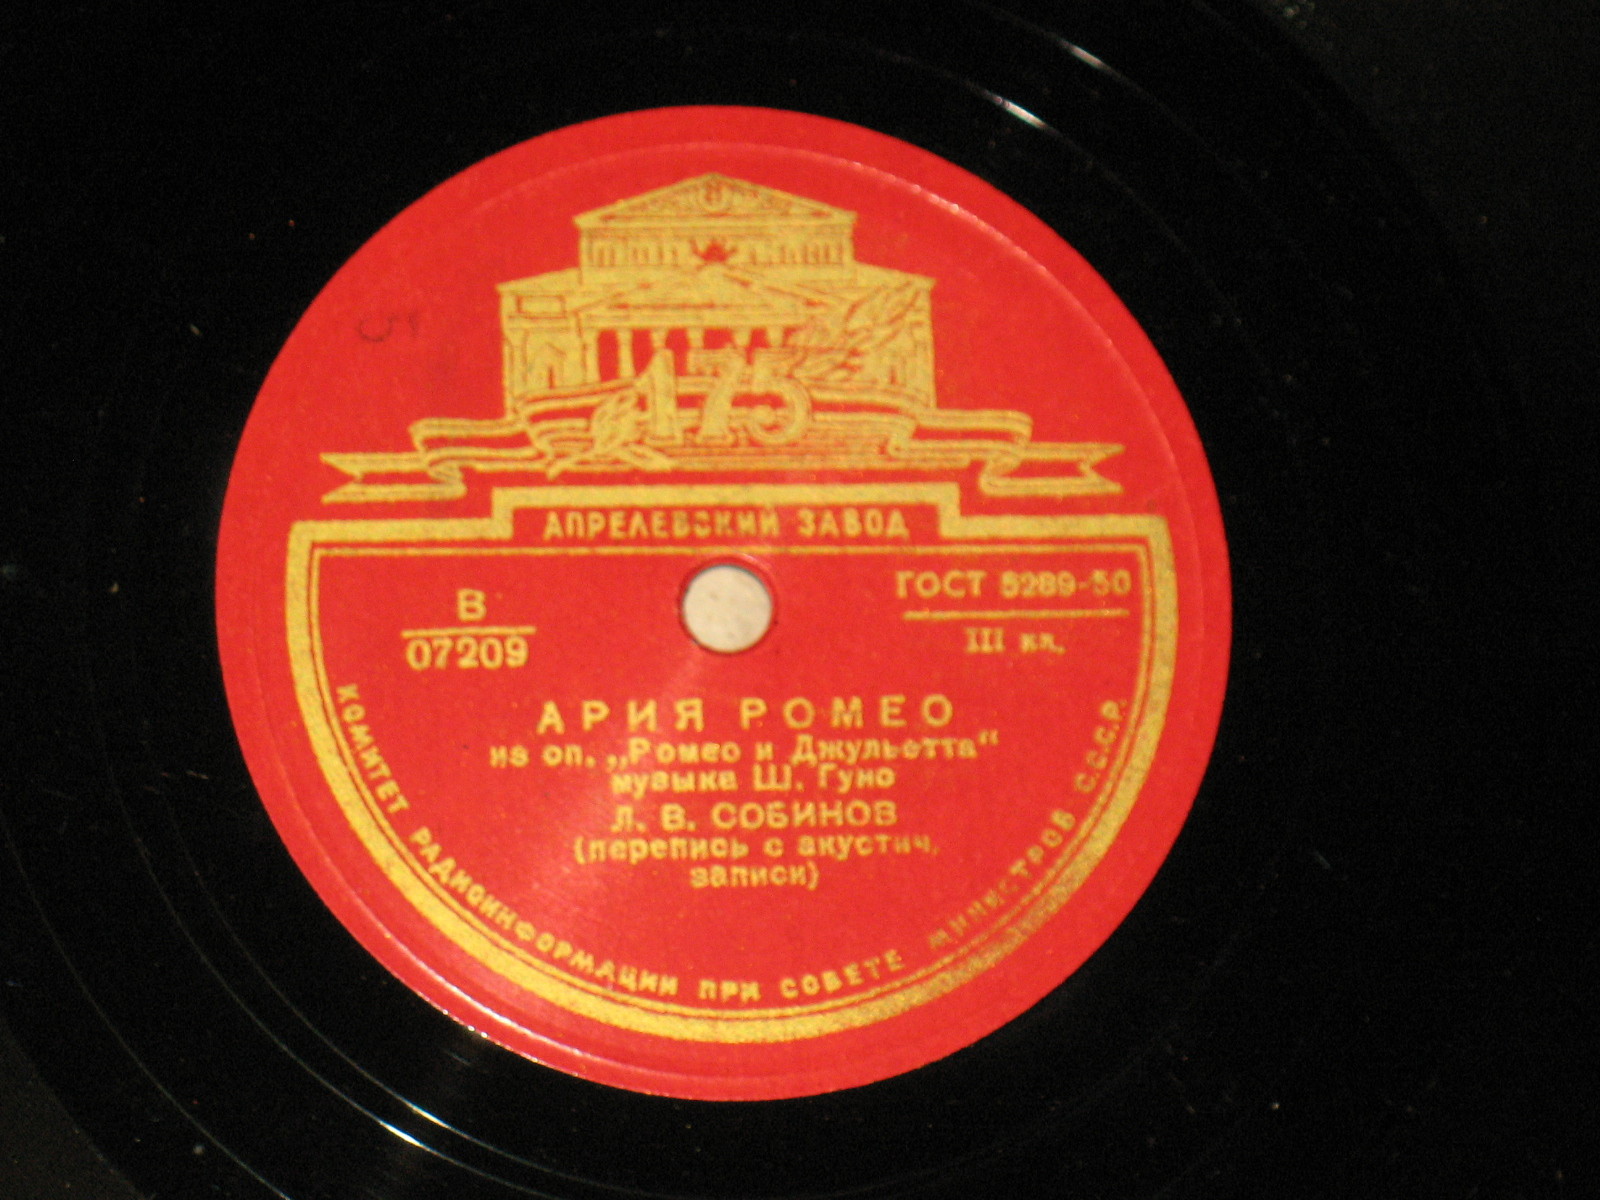 175
АПРЕЛЕВСКИЙ ЗАВОД
В
07209
ГОСТ 5289-50
III кл.
АРИЯ РОМЕО
из оп. „Ромео и Джульетта“
музыка Ш. Гуно
Л. В. СОБИНОВ
(перепись с акустич.
записи)
КОМИТЕТ РАДИОИНФОРМАЦИИ ПРИ СОВЕТЕ МИНИСТРОВ С.С.С.Р.